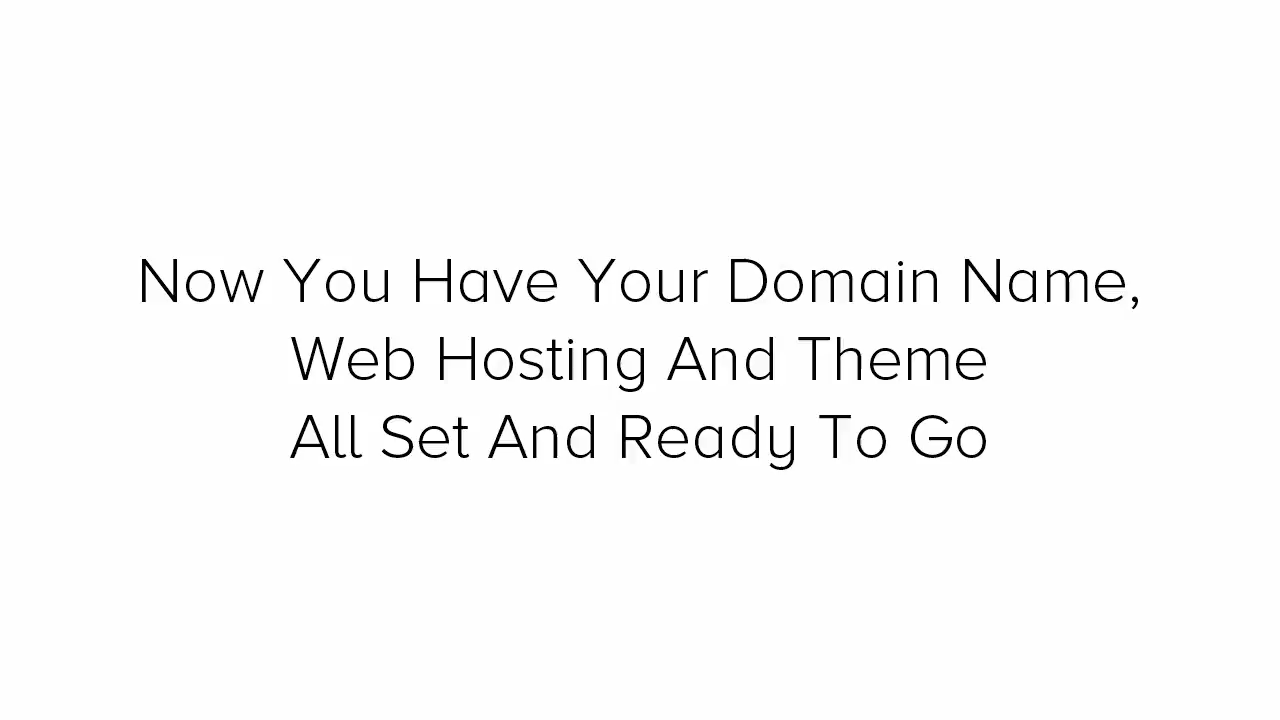 Now You Have Your Domain Name,
Web Hosting And Theme
All Set And Ready To Go